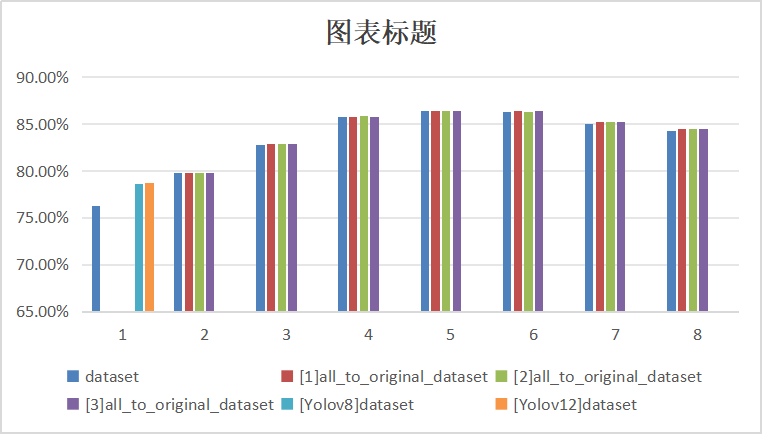 图表标题
90.00%
85.00%
80.00%
75.00%
70.00%
65.00%
1 2 3 4 5 6 7 8
dataset [1]all_to_original_dataset [2]all_to_original_dataset
[3]all_to_original_dataset [Yolov8]dataset [Yolov12]dataset